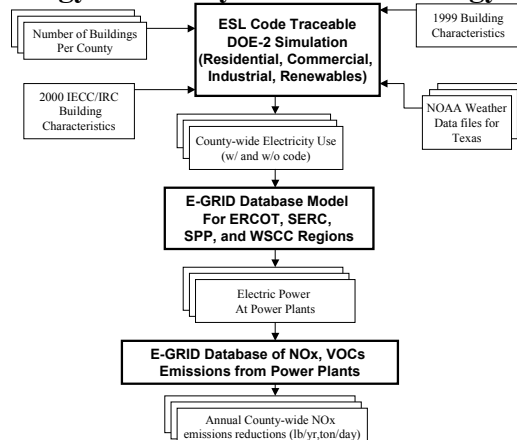 Number of Buildings
Per County
ESL Code Traceable
DOE-2 Simulation
(Residential, Commercial,
Industrial, Renewables)
1999 Building
Characteristics
2000 IECC/IRC
Building
Characteristics
NOAA Weather
Data files for
Texas
County-wide Electricity Use
(w/ and w/o code)
E-GRID Database Model
For ERCOT, SERC,
SPP, and WSCC Regions
Electric Power
At Power Plants
E-GRID Database of NOx, VOCs
Emissions from Power Plants
Annual County-wide NOx
emissions reductions (lb/yr,ton/day)